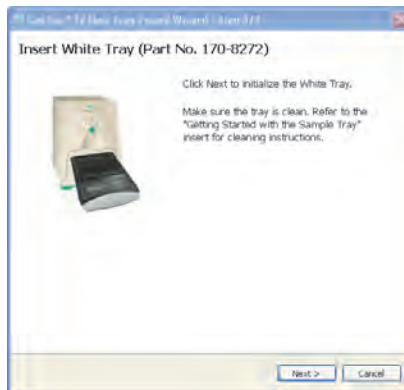 Insert White Tray (Part No. 170-8272)
Click Next to initialize the White Tray.
Make sure the tray is clean. Refer to the
"Getting Started with the Sample Tray"
insert for cleaning instructions.
Next >
Cancel